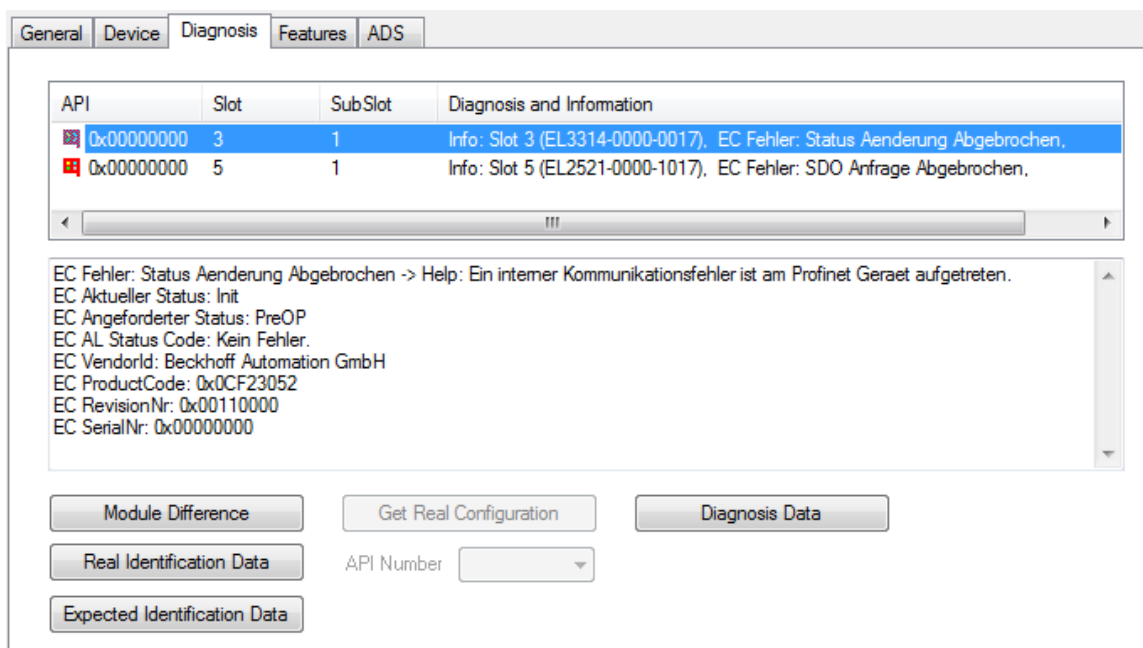 General Device Diagnosis Features ADS
API Slot SubSlot Diagnosis and Information
0x00000000 3 1 Info: Slot 3 (EL3314-0000-0017), EC Fehler: Status Aenderung Abgebrochen,
0x00000000 5 1 Info: Slot 5 (EL2521-0000-1017), EC Fehler: SDO Anfrage Abgebrochen,
EC Fehler: Status Aenderung Abgebrochen -> Help: Ein interner Kommunikationsfehler ist am Profinet Geraet aufgetreten.
EC Aktueller Status: Init
EC Angeforderter Status: PreOP
EC AL Status Code: Kein Fehler.
EC VendorId: Beckhoff Automation GmbH
EC ProductCode: 0x0CF23052
EC RevisionNr: 0x00110000
EC SerialNr: 0x00000000
Module Difference Get Real Configuration Diagnosis Data
Real Identification Data API Number
Expected Identification Data